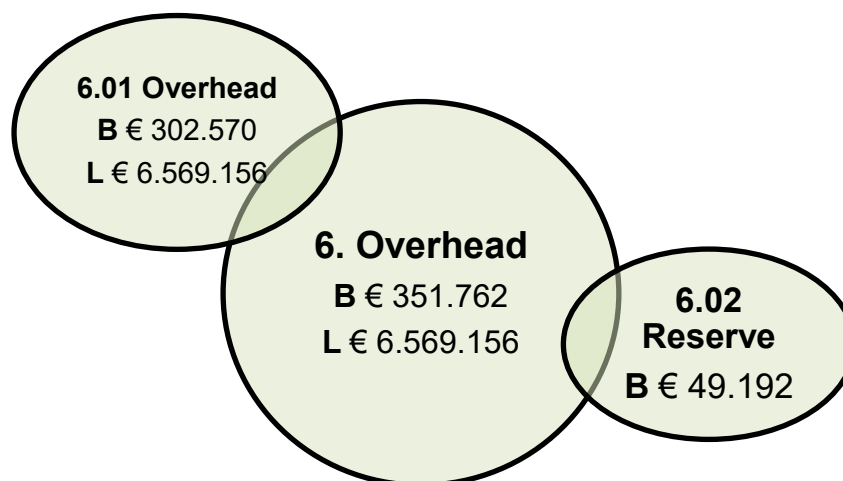 6.01 Overhead
B € 302.570
L € 6.569.156
6. Overhead
B € 351.762
L € 6.569.156
6.02
Reserve
B € 49.192